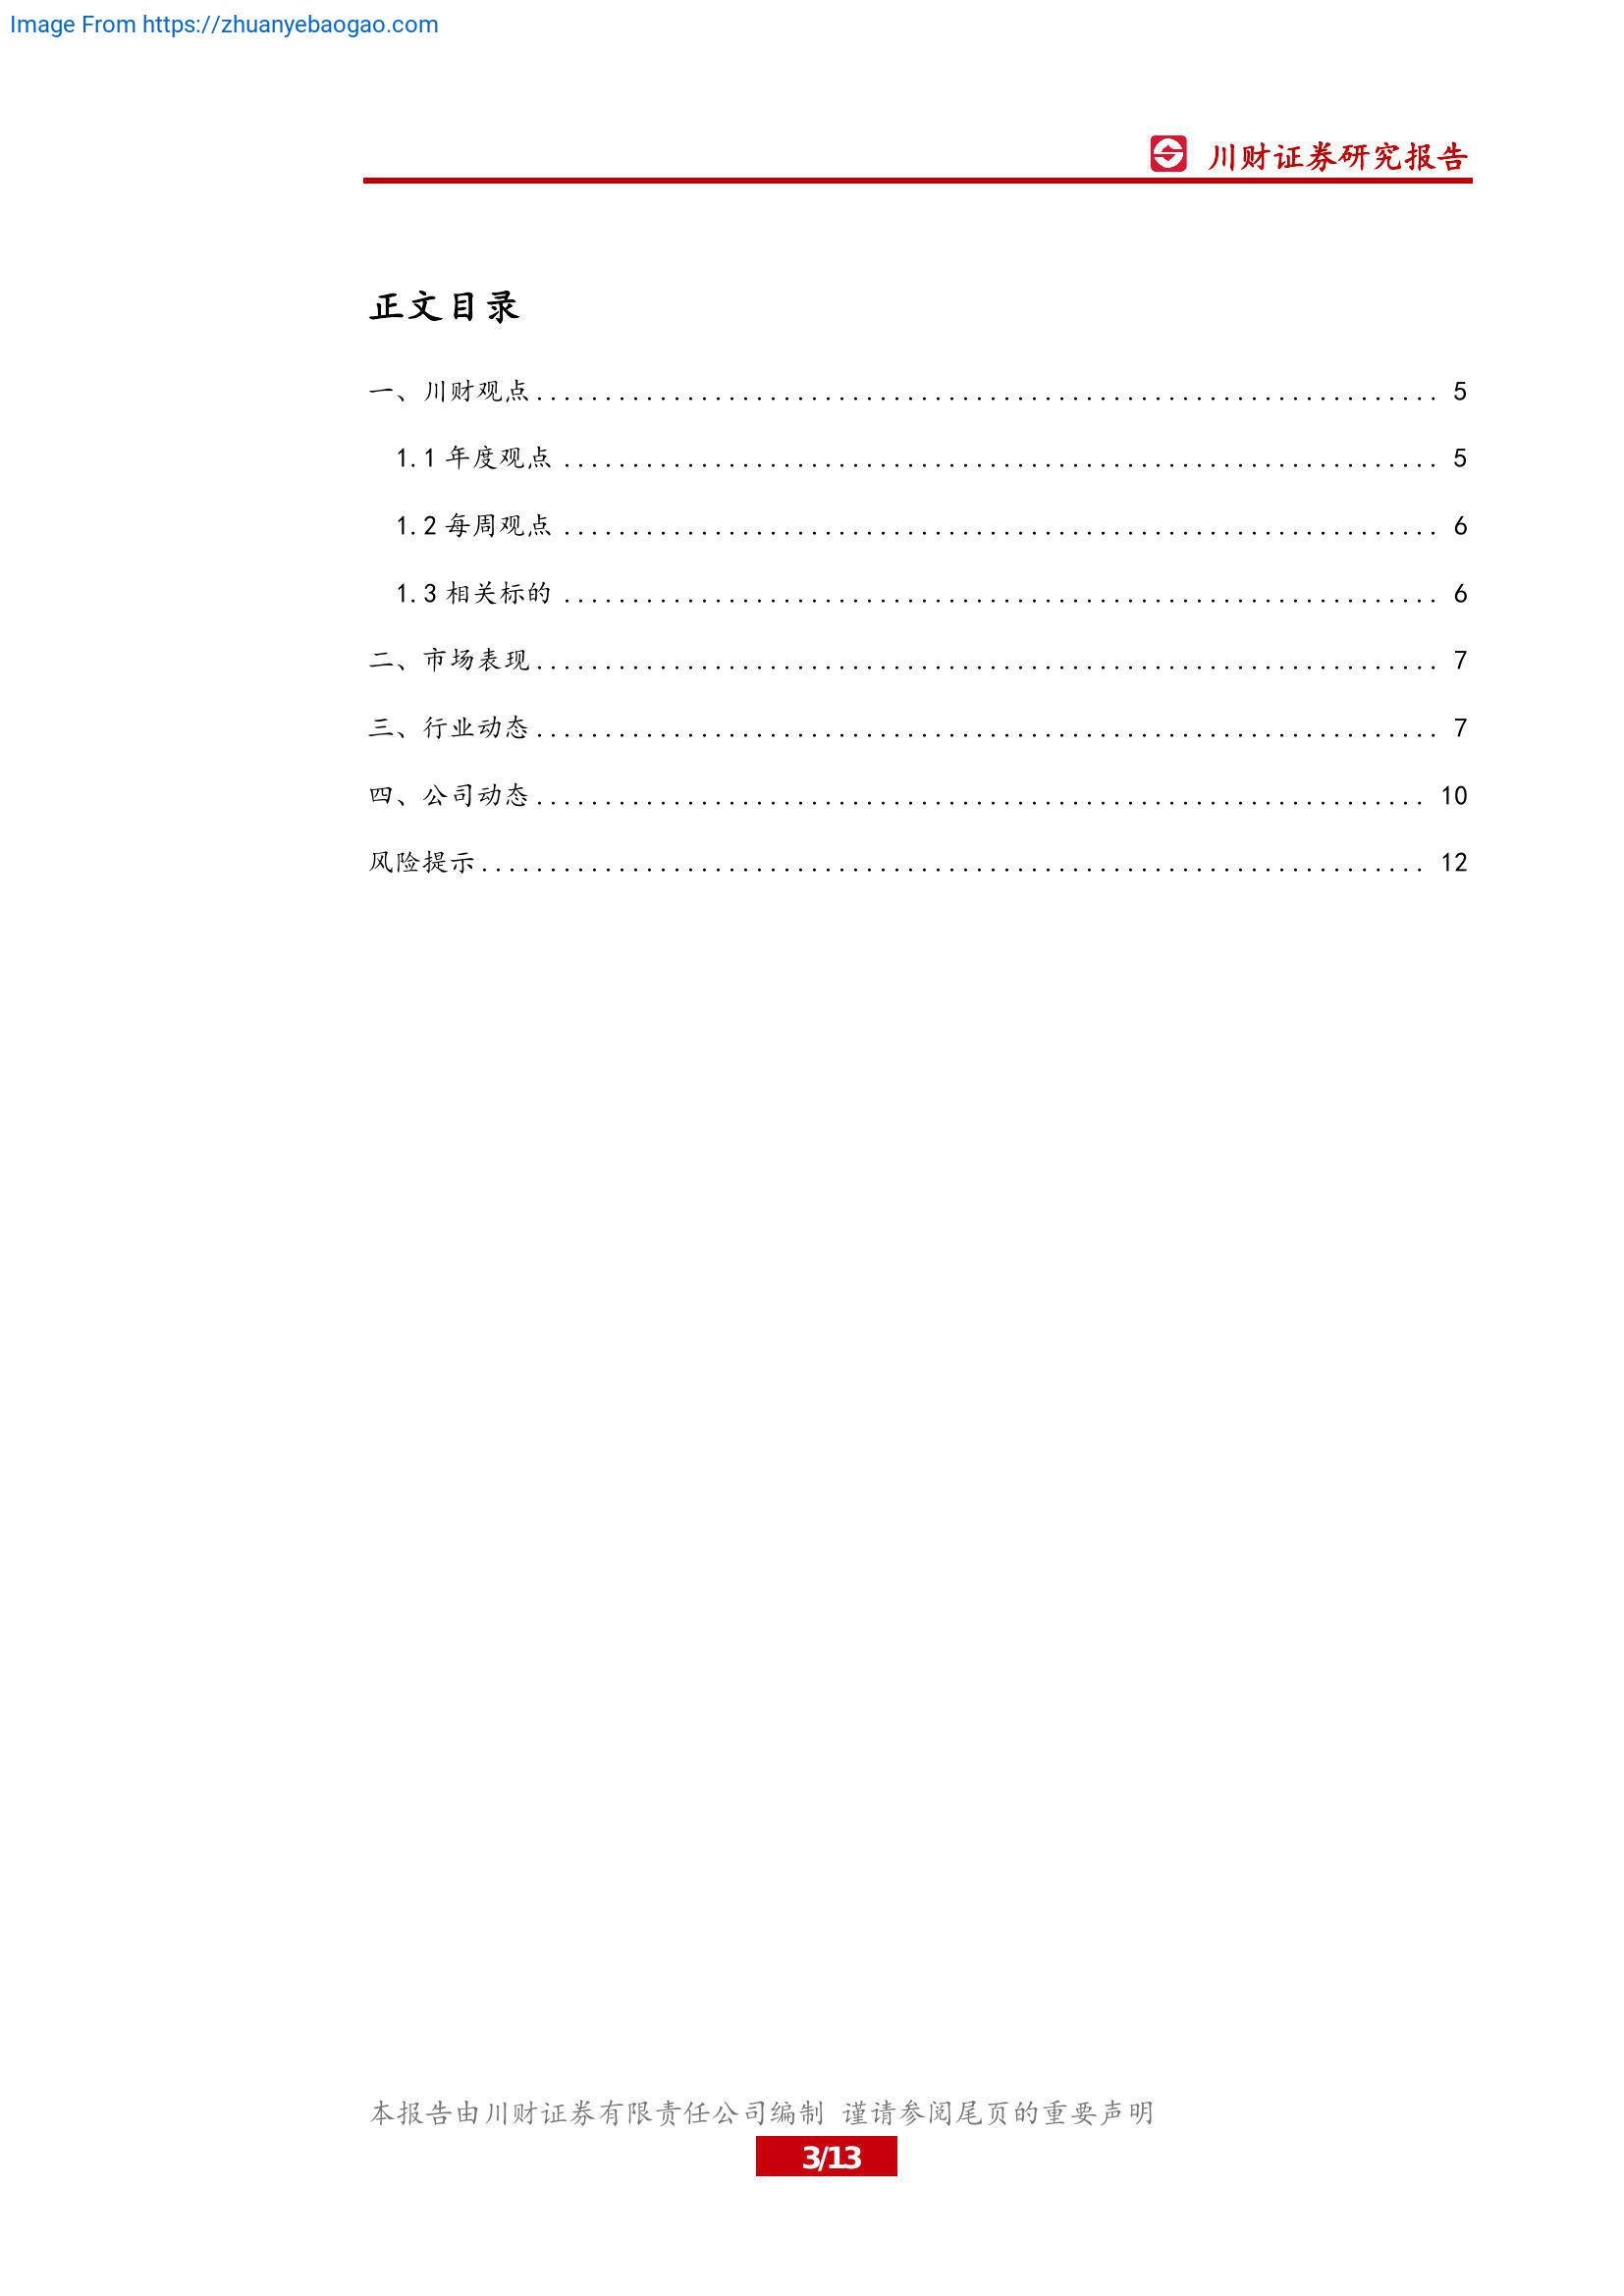 Image From https://zhuanyebaogao.com
川财证券研究报告
正文目录
一、川财观点.................................................................. 5
1.1 年度观点 ................................................................ 5
1.2 每周观点 ................................................................ 6
1.3 相关标的 ................................................................ 6
二、市场表现.................................................................. 7
三、行业动态.................................................................. 7
四、公司动态................................................................. 10
风险提示..................................................................... 12
本报告由川财证券有限责任公司编制 谨请参阅尾页的重要声明
3/13